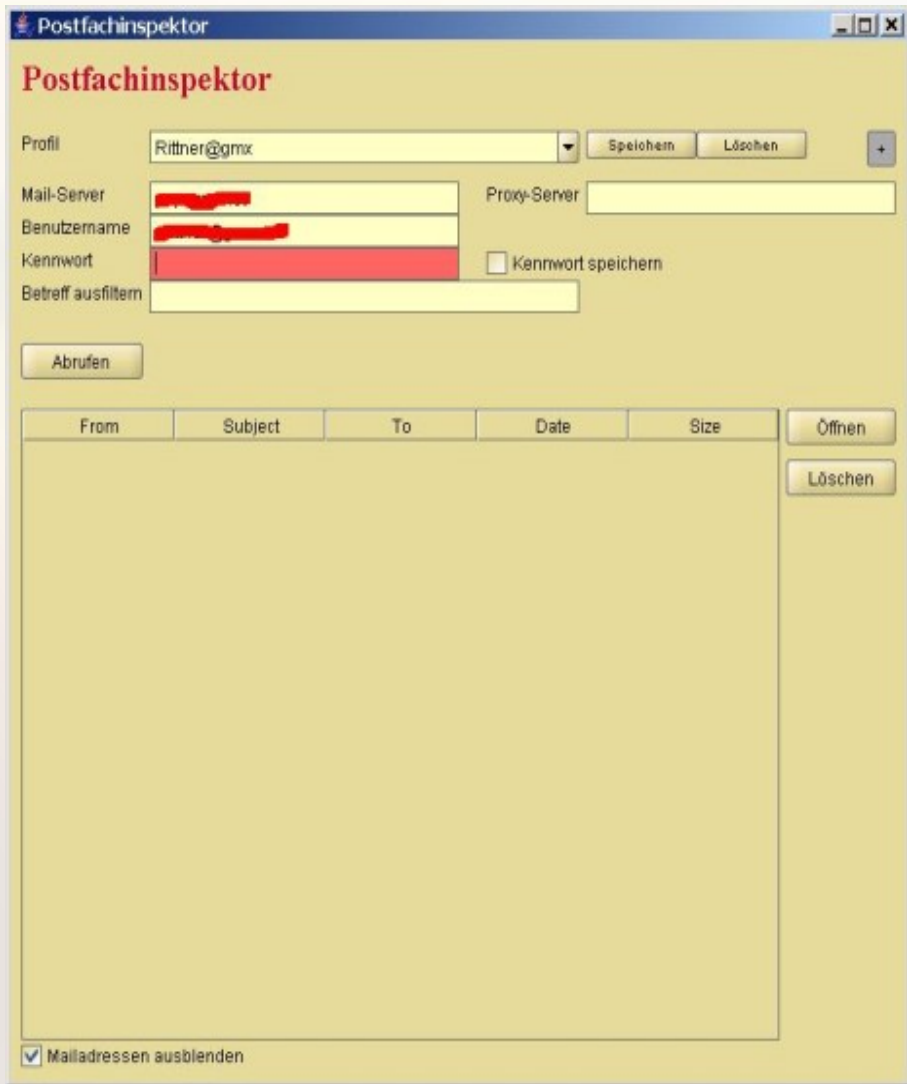 Postfachinspektor
Postfachinspektor
Profil Rittner@gmx Speichern Löschen +
Mail-Server Proxy-Server
Benutzername
Kennwort Kennwort speichern
Betreff ausfiltern
Abrufen
From Subject To Date Size Öffnen
Löschen
Mailadressen ausblenden